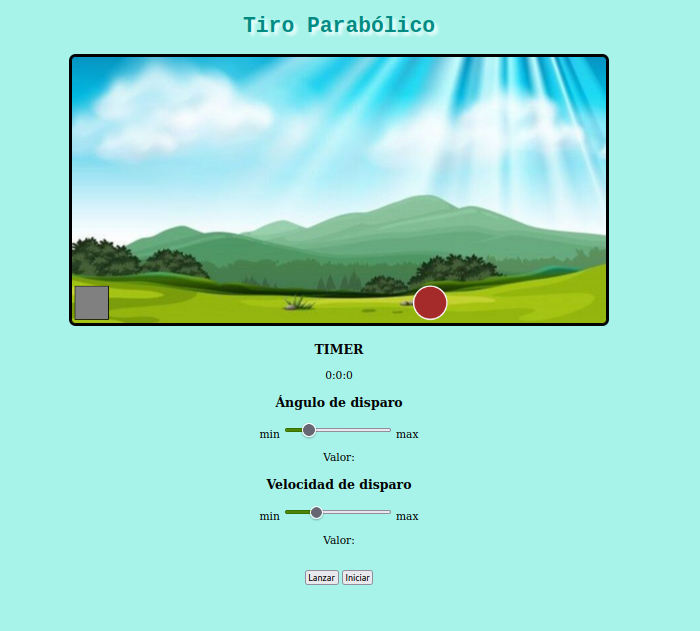 Tiro Parabólico
TIMER
0:0:0
Ángulo de disparo
min max
Valor:
Velocidad de disparo
min max
Valor:
Lanzar Iniciar